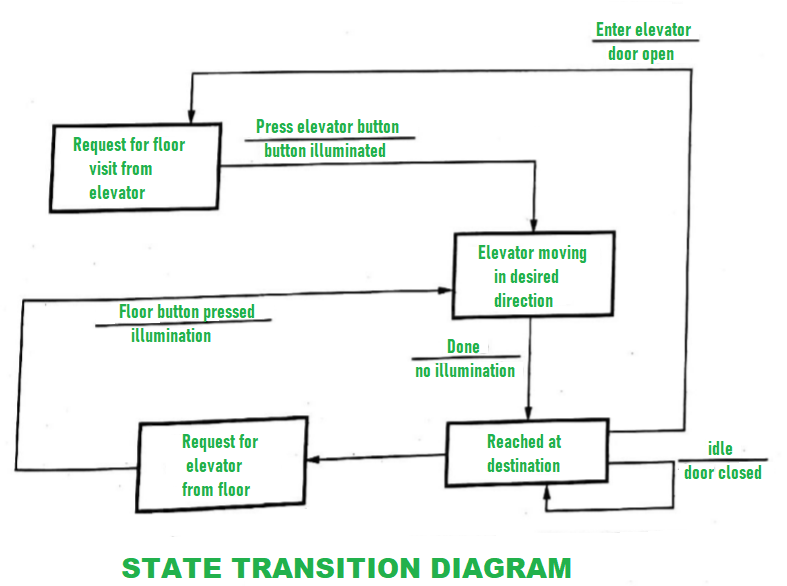 Enter elevator
door open
Press elevator button
button illuminated
Request for floor
visit from
elevator
Elevator moving
in desired
direction
Floor button pressed
illumination
Done
no illumination
Request for
elevator
from floor
Reached at
destination
idle
door closed
STATE TRANSITION DIAGRAM